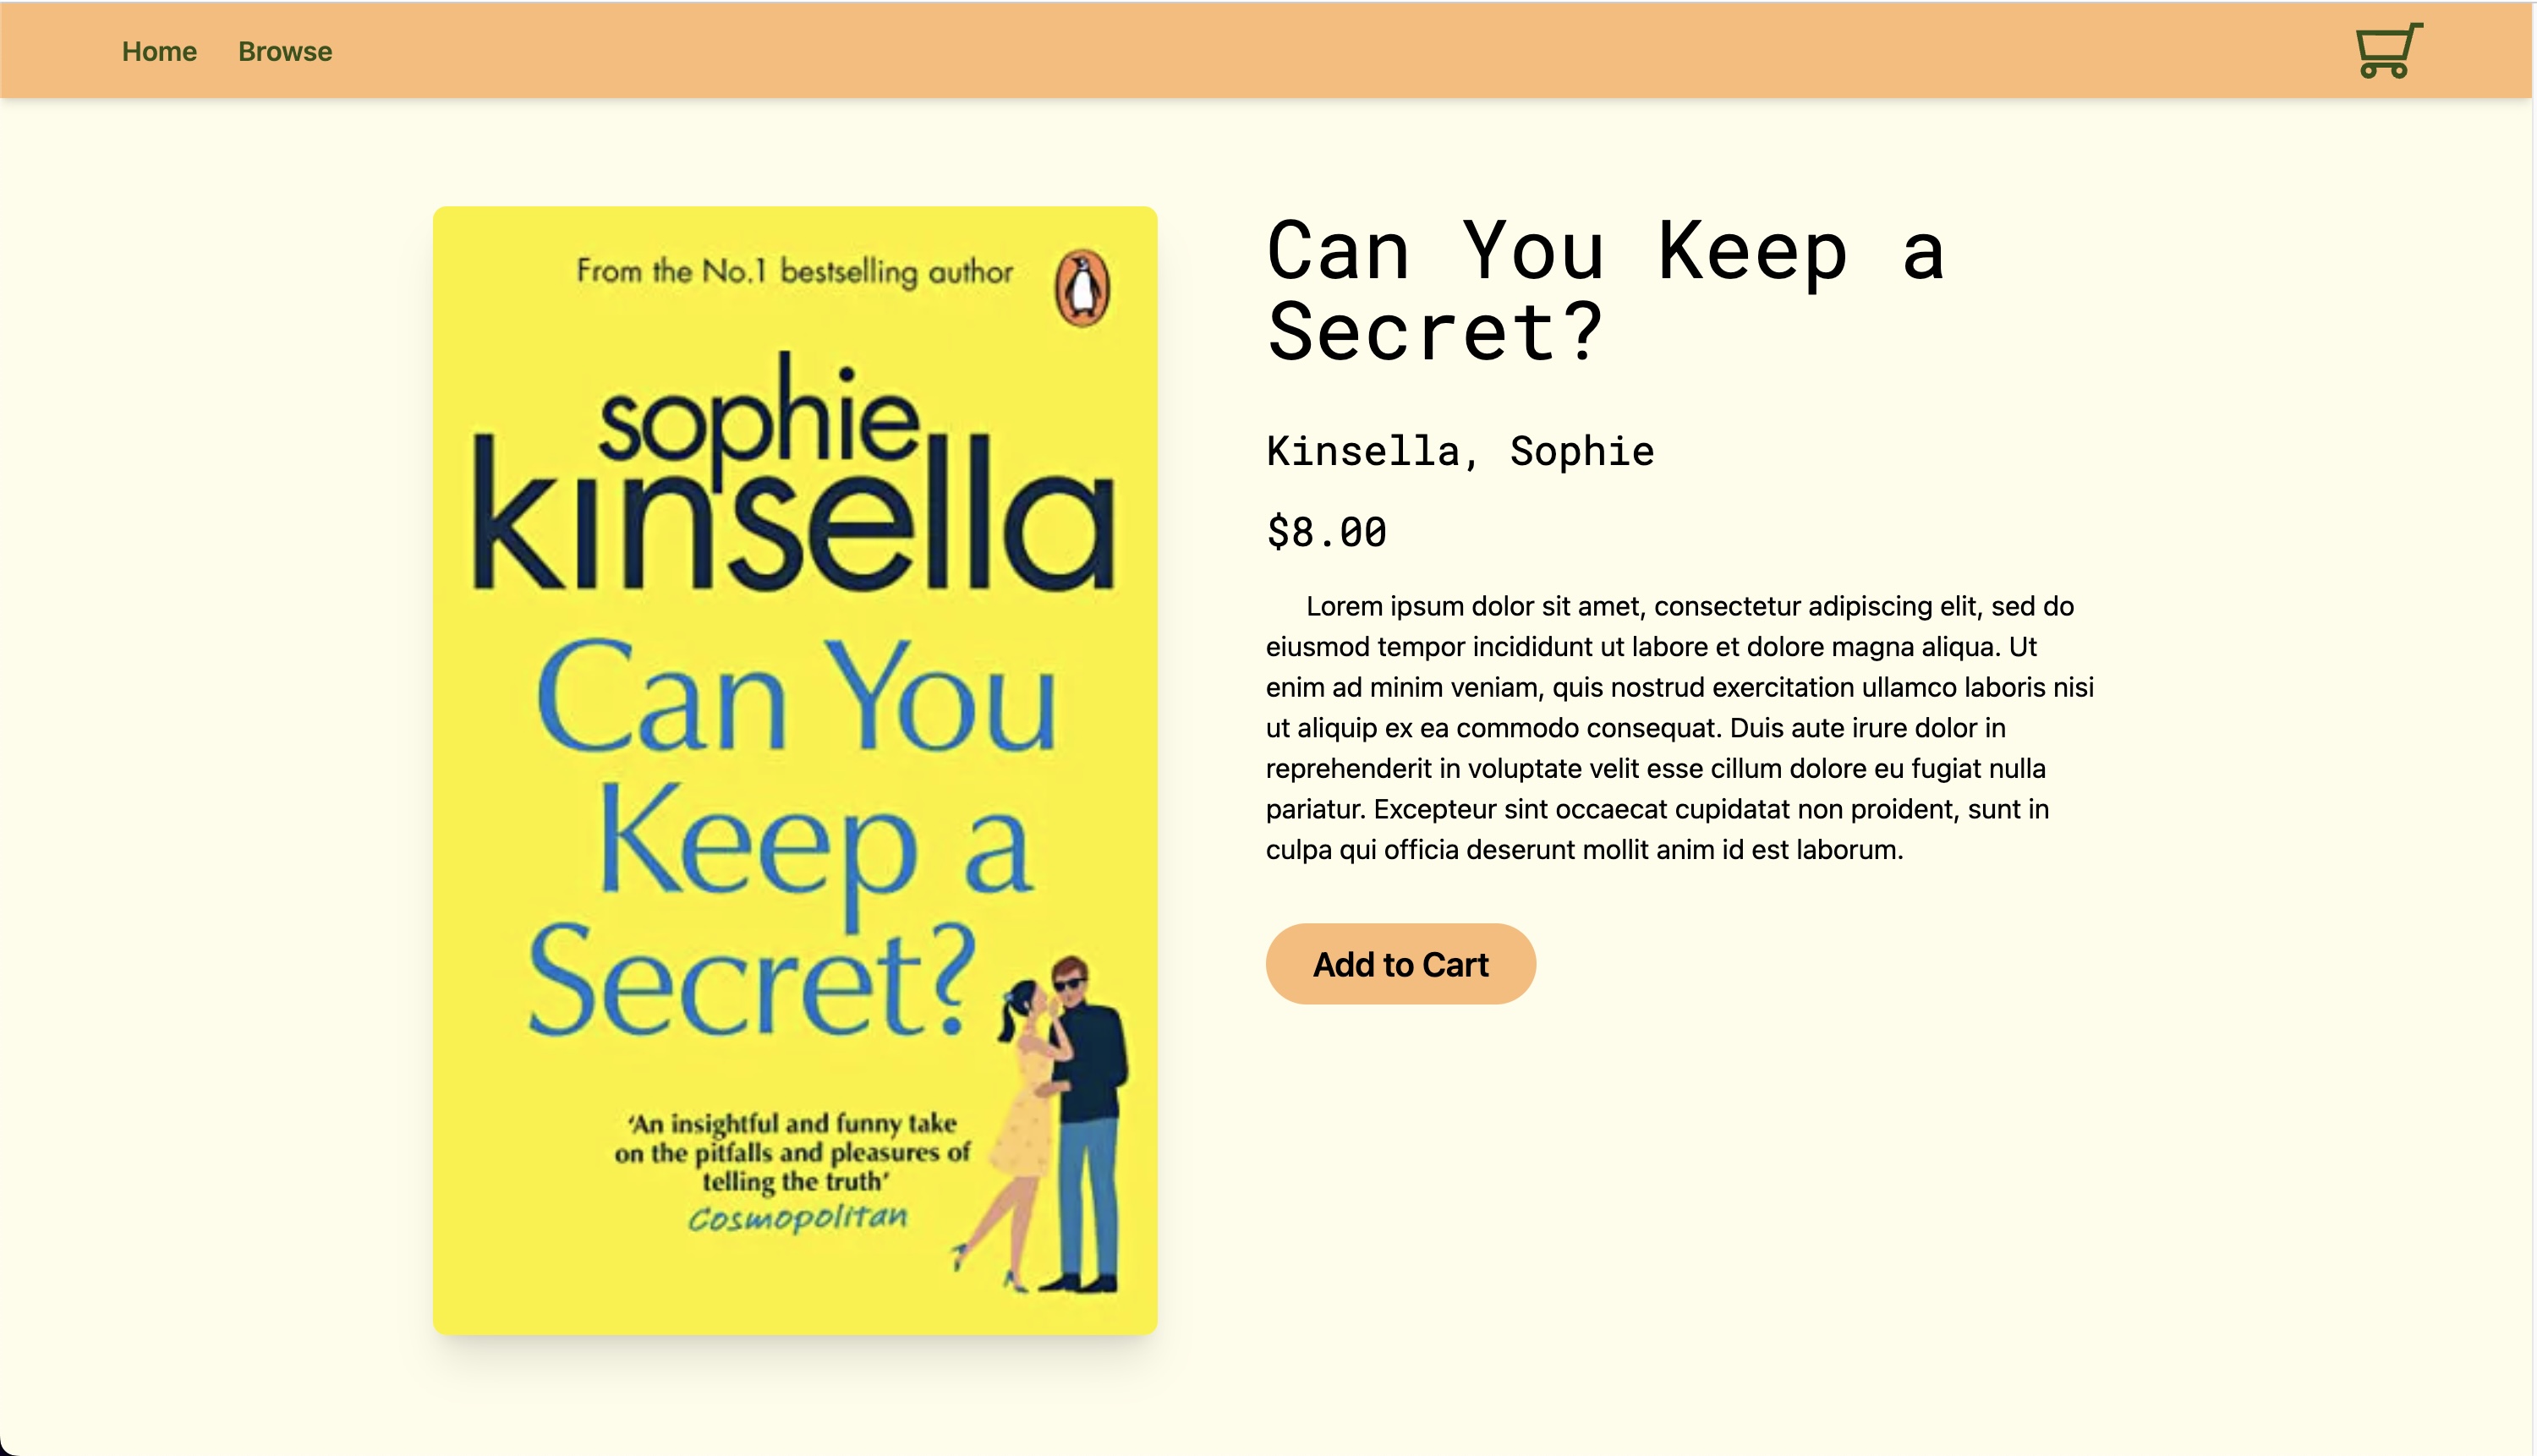 Home Browse
From the No.1 bestselling author
sophie
kinsella
Can You
Keep a
Secret?
‘An insightful and funny take
on the pitfalls and pleasures of
telling the truth’
Cosmopolitan
Can You Keep a
Secret?
Kinsella, Sophie
$8.00
Lorem ipsum dolor sit amet, consectetur adipiscing elit, sed do
eiusmod tempor incididunt ut labore et dolore magna aliqua. Ut
enim ad minim veniam, quis nostrud exercitation ullamco laboris nisi
ut aliquip ex ea commodo consequat. Duis aute irure dolor in
reprehenderit in voluptate velit esse cillum dolore eu fugiat nulla
pariatur. Excepteur sint occaecat cupidatat non proident, sunt in
culpa qui officia deserunt mollit anim id est laborum.
Add to Cart